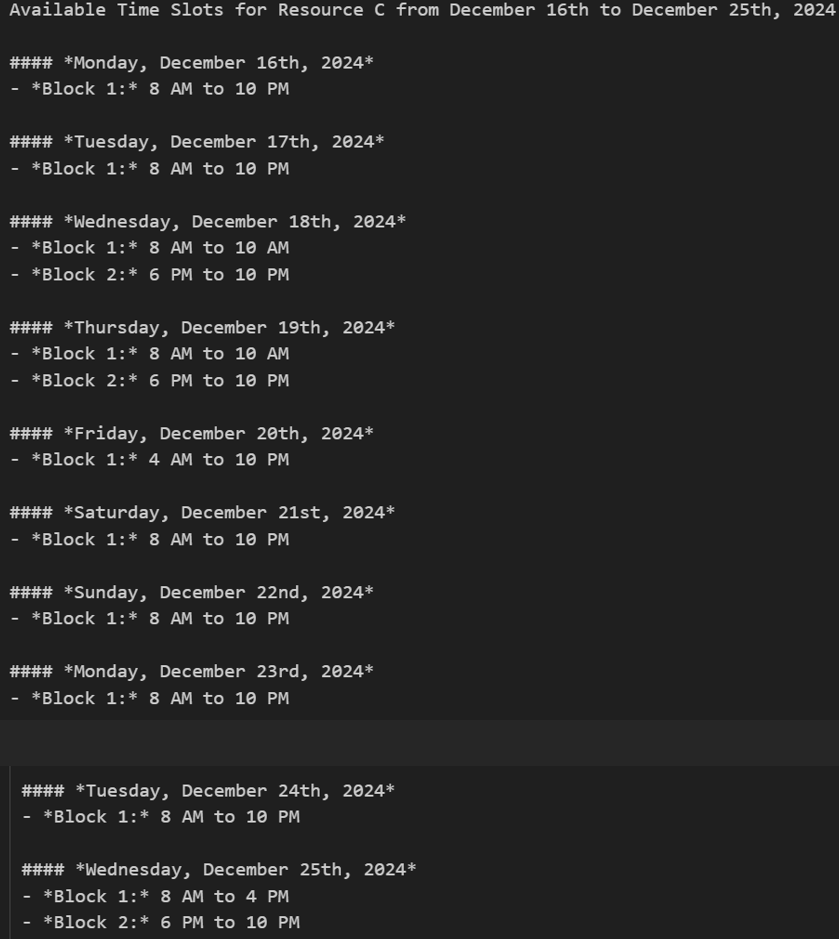 Available Time Slots for Resource C from December 16th to December 25th, 2024
#### *Monday, December 16th, 2024*
- *Block 1:* 8 AM to 10 PM
#### *Tuesday, December 17th, 2024*
- *Block 1:* 8 AM to 10 PM
#### *Wednesday, December 18th, 2024*
- *Block 1:* 8 AM to 10 AM
- *Block 2:* 6 PM to 10 PM
#### *Thursday, December 19th, 2024*
- *Block 1:* 8 AM to 10 AM
- *Block 2:* 6 PM to 10 PM
#### *Friday, December 20th, 2024*
- *Block 1:* 4 AM to 10 PM
#### *Saturday, December 21st, 2024*
- *Block 1:* 8 AM to 10 PM
#### *Sunday, December 22nd, 2024*
- *Block 1:* 8 AM to 10 PM
#### *Monday, December 23rd, 2024*
- *Block 1:* 8 AM to 10 PM
#### *Tuesday, December 24th, 2024*
- *Block 1:* 8 AM to 10 PM
#### *Wednesday, December 25th, 2024*
- *Block 1:* 8 AM to 4 PM
- *Block 2:* 6 PM to 10 PM